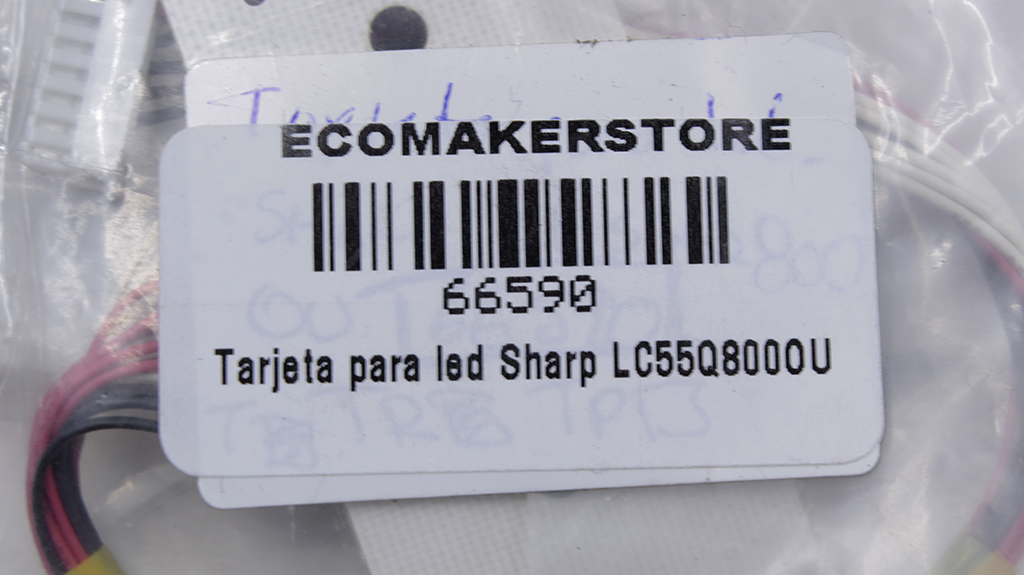 ECOMAKERSTORE
66590
Tarjeta para led Sharp LC55Q8000U